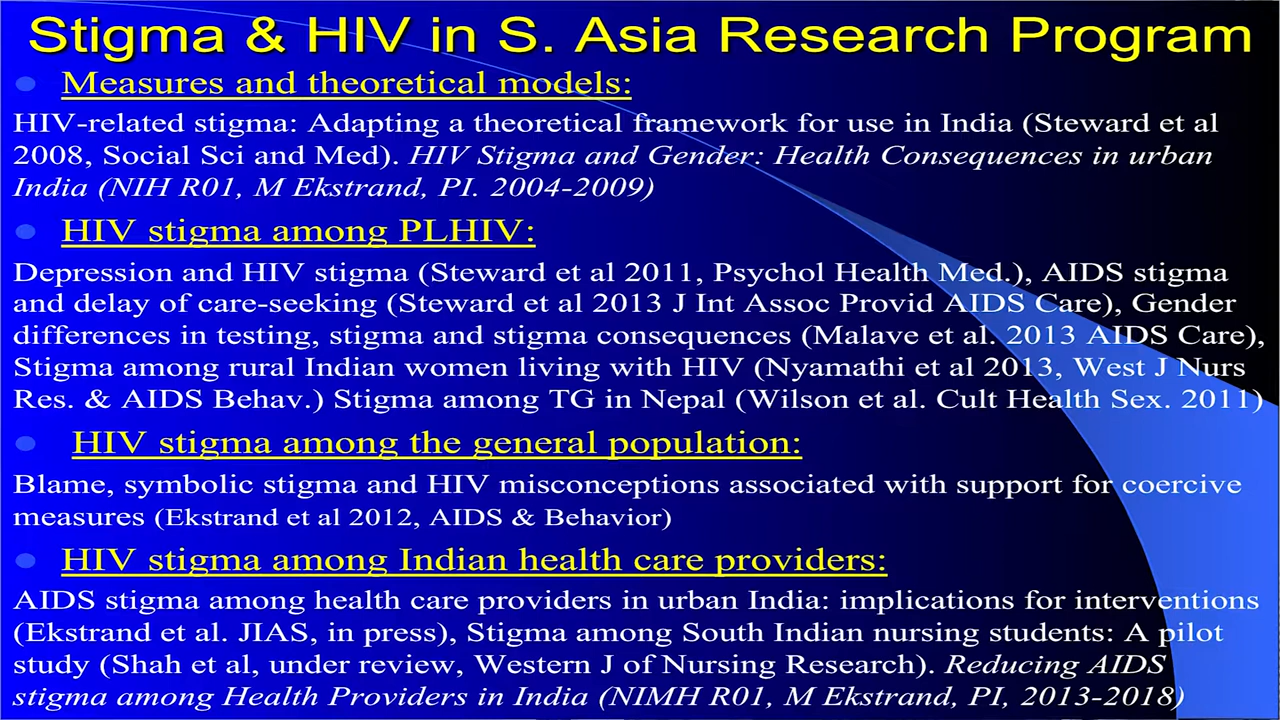 Stigma & HIV in S. Asia Research Program
Measures and theoretical models:
HIV-related stigma: Adapting a theoretical framework for use in India (Steward et al
2008, Social Sci and Med). HIV Stigma and Gender: Health Consequences in urban
India (NIH R01, M Ekstrand, PI. 2004-2009)
HIV stigma among PLHIV:
Depression and HIV stigma (Steward et al 2011, Psychol Health Med.), AIDS stigma
and delay of care-seeking (Steward et al 2013 J Int Assoc Provid AIDS Care), Gender
differences in testing, stigma and stigma consequences (Malave et al. 2013 AIDS Care),
Stigma among rural Indian women living with HIV (Nyamathi et al 2013, West J Nurs
Res. & AIDS Behav.) Stigma among TG in Nepal (Wilson et al. Cult Health Sex. 2011)
HIV stigma among the general population:
Blame, symbolic stigma and HIV misconceptions associated with support for coercive
measures (Ekstrand et al 2012, AIDS & Behavior)
HIV stigma among Indian health care providers:
AIDS stigma among health care providers in urban India: implications for interventions
(Ekstrand et al. JIAS, in press), Stigma among South Indian nursing students: A pilot
study (Shah et al, under review, Western J of Nursing Research). Reducing AIDS
stigma among Health Providers in India (NIMH R01, M Ekstrand, PI, 2013-2018)